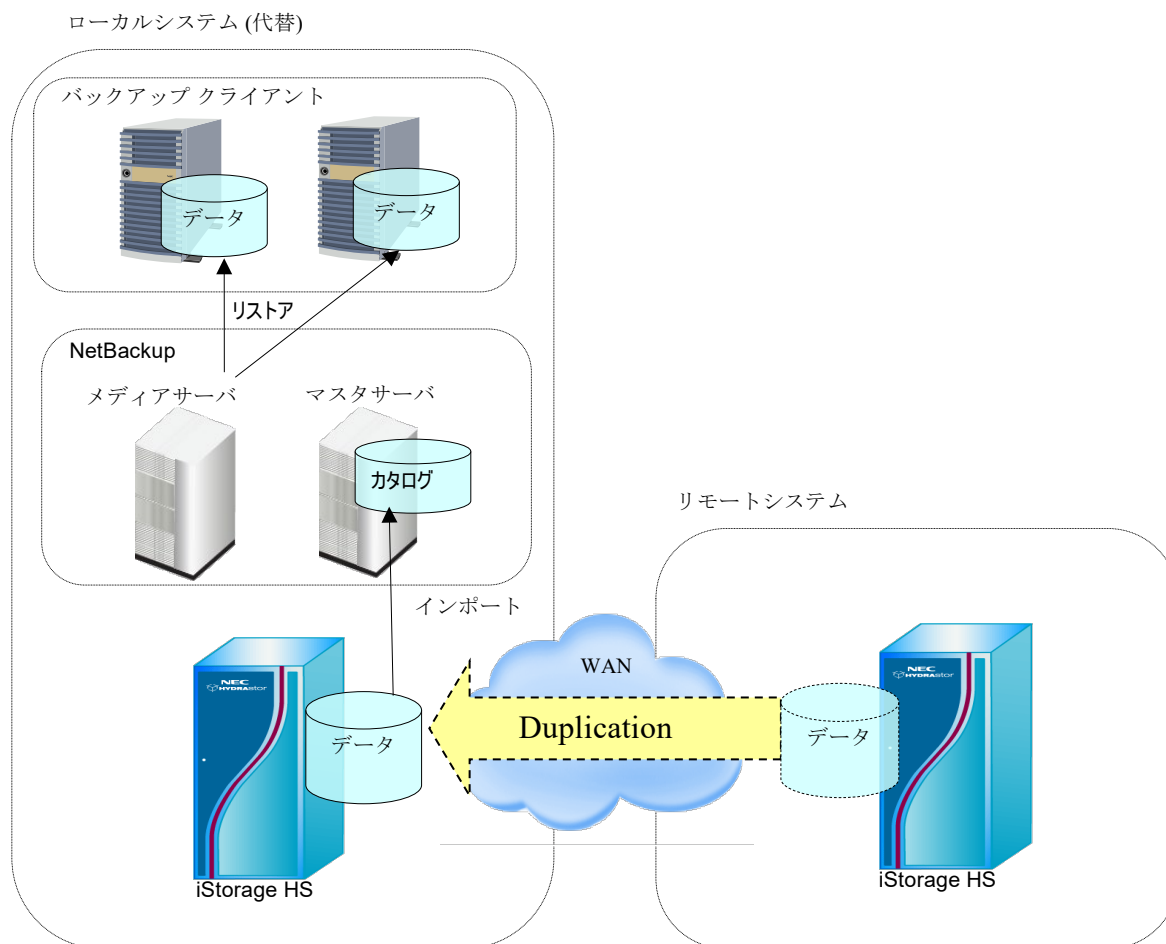 ローカルシステム (代替)
バックアップ クライアント
データ
データ
リストア
NetBackup
メディアサーバ
マスタサーバ
カタログ
リモートシステム
インポート
WAN
NEC
HYDRAstor
データ
Duplication
データ
NEC
HYDRAstor
iStorage HS
iStorage HS